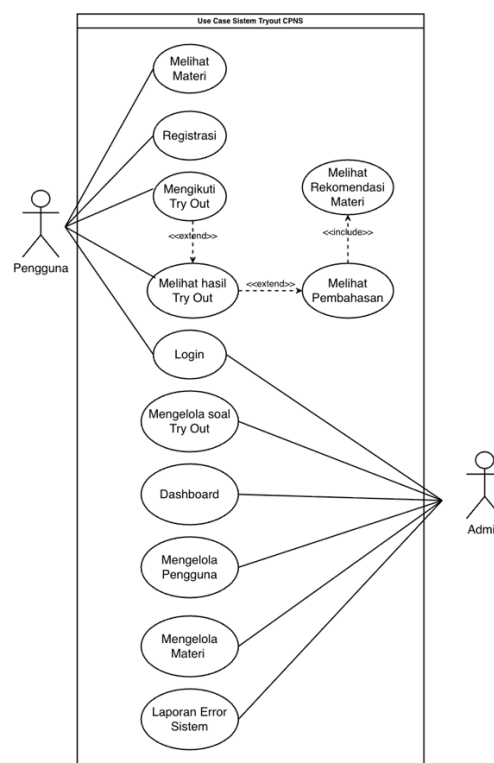 Use Case Sistem Tryout CPNS
Melihat
Materi
Registrasi
Mengikuti
Try Out
Melihat
Rekomendasi
Materi
<<extend>>
<<include>>
Pengguna
Melihat hasil
Try Out
<<extend>>
Melihat
Pembahasan
Login
Mengelola soal
Try Out
Dashboard
Admi
Mengelola
Pengguna
Mengelola
Materi
Laporan Error
Sistem